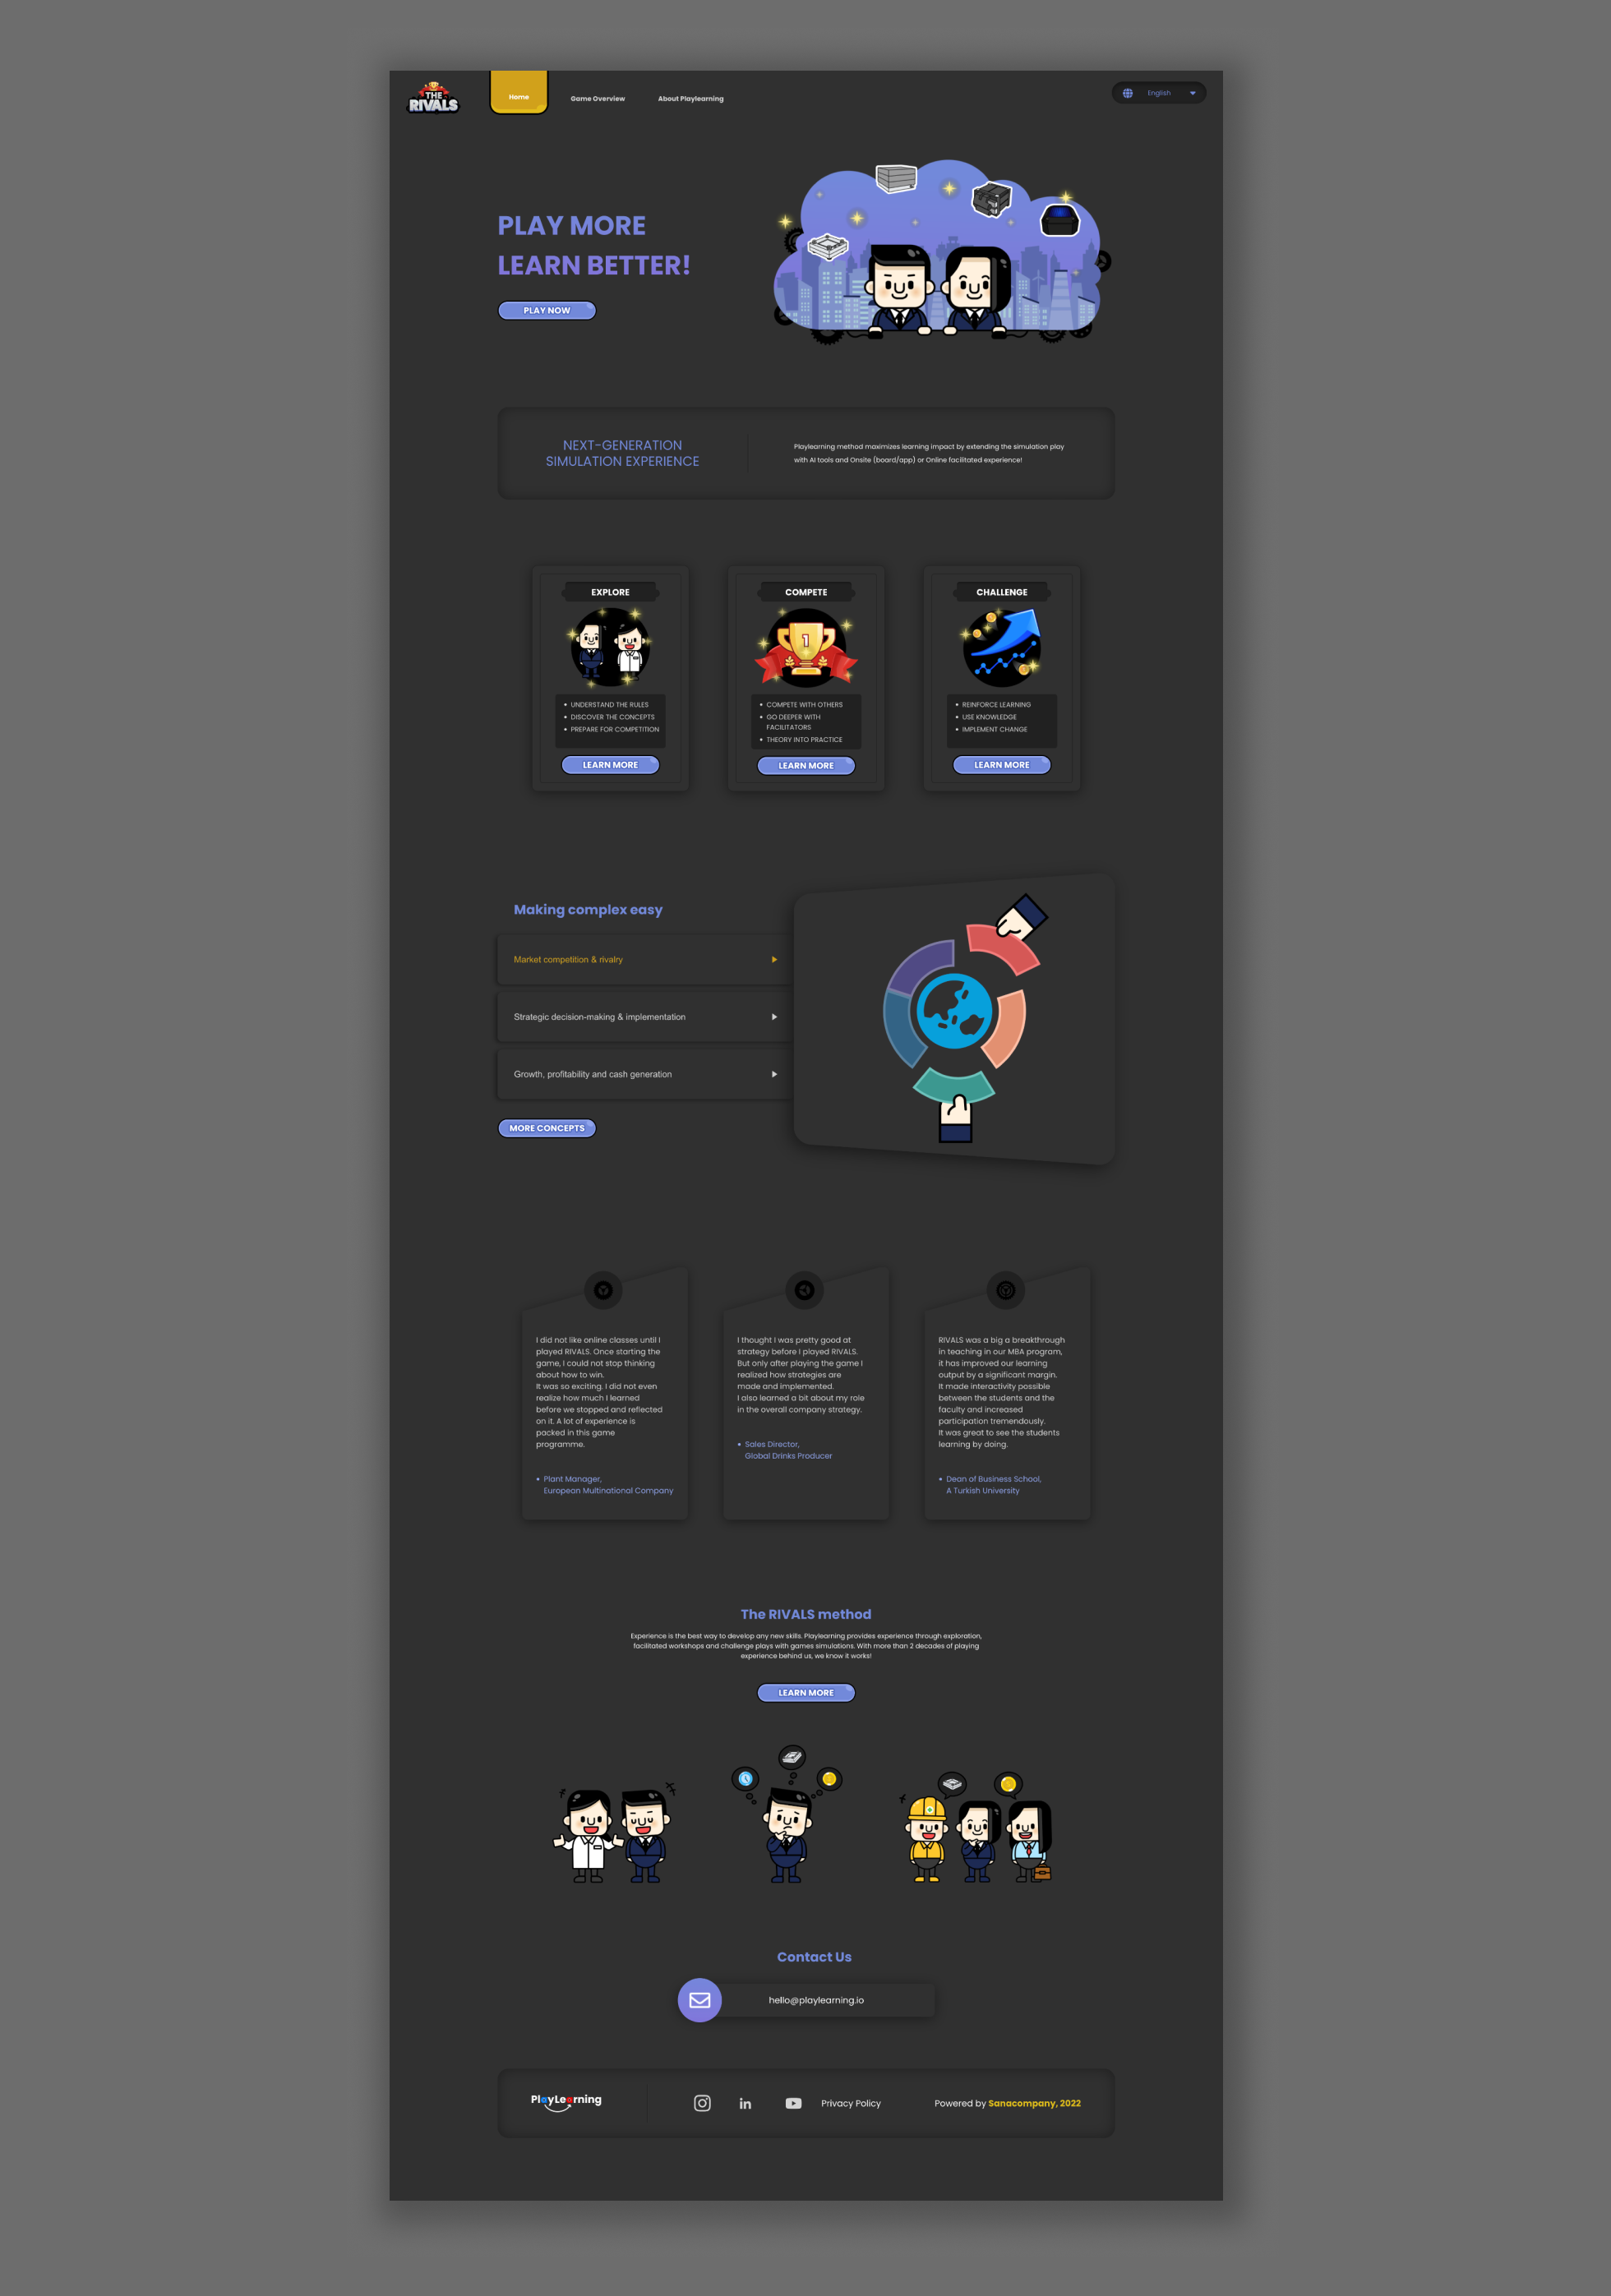 THE
RIVALS
Home
Game Overview
About Playlearning
English
PLAY MORE
LEARN BETTER!
PLAY NOW
NEXT-GENERATION
SIMULATION EXPERIENCE
Playlearning method maximizes learning impact by extending the simulation play
with AI tools and Onsite (board/app) or Online facilitated experience!
EXPLORE
• UNDERSTAND THE RULES
• DISCOVER THE CONCEPTS
• PREPARE FOR COMPETITION
LEARN MORE
COMPETE
1
• COMPETE WITH OTHERS
• GO DEEPER WITH
FACILITATORS
• THEORY INTO PRACTICE
LEARN MORE
CHALLENGE
• REINFORCE LEARNING
• USE KNOWLEDGE
• IMPLEMENT CHANGE
LEARN MORE
Making complex easy
Market competition & rivalry
Strategic decision-making & implementation
Growth, profitability and cash generation
MORE CONCEPTS
I did not like online classes until I
played RIVALS. Once starting the
game, I could not stop thinking
about how to win.
It was so exciting. I did not even
realize how much I learned
before we stopped and reflected
on it. A lot of experience is
packed in this game
programme.
• Plant Manager,
European Multinational Company
I thought I was pretty good at
strategy before I played RIVALS.
But only after playing the game I
realized how strategies are
made and implemented.
I also learned a bit about my role
in the overall company strategy.
• Sales Director,
Global Drinks Producer
RIVALS was a big a breakthrough
in teaching in our MBA program,
it has improved our learning
output by a significant margin.
It made interactivity possible
between the students and the
faculty and increased
participation tremendously.
It was great to see the students
learning by doing.
• Dean of Business School,
A Turkish University
The RIVALS method
Experience is the best way to develop any new skills. Playlearning provides experience through exploration,
facilitated workshops and challenge plays with games simulations. With more than 2 decades of playing
experience behind us, we know it works!
LEARN MORE
Contact Us
hello@playlearning.io
PlayLearning
in
Privacy Policy
Powered by Sanacompany, 2022